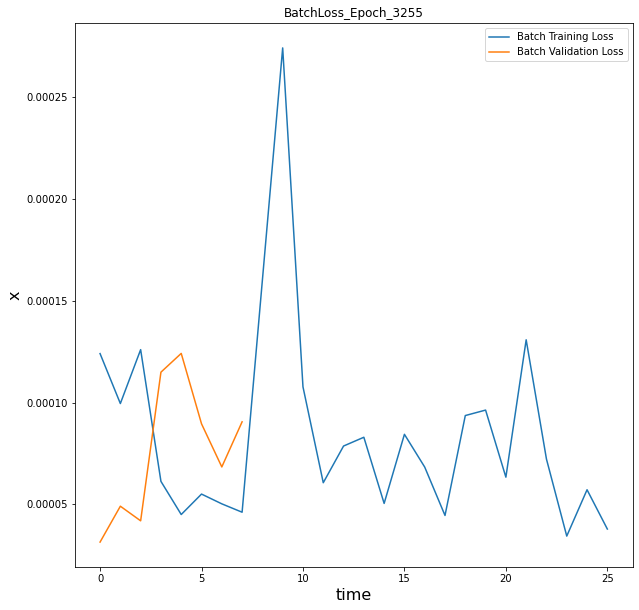 BatchLoss_Epoch_3255
Batch Training Loss
Batch Validation Loss
0.00025
0.00020
0.00015
0.00010
0.00005
x
0 5 10 15 20 25
time